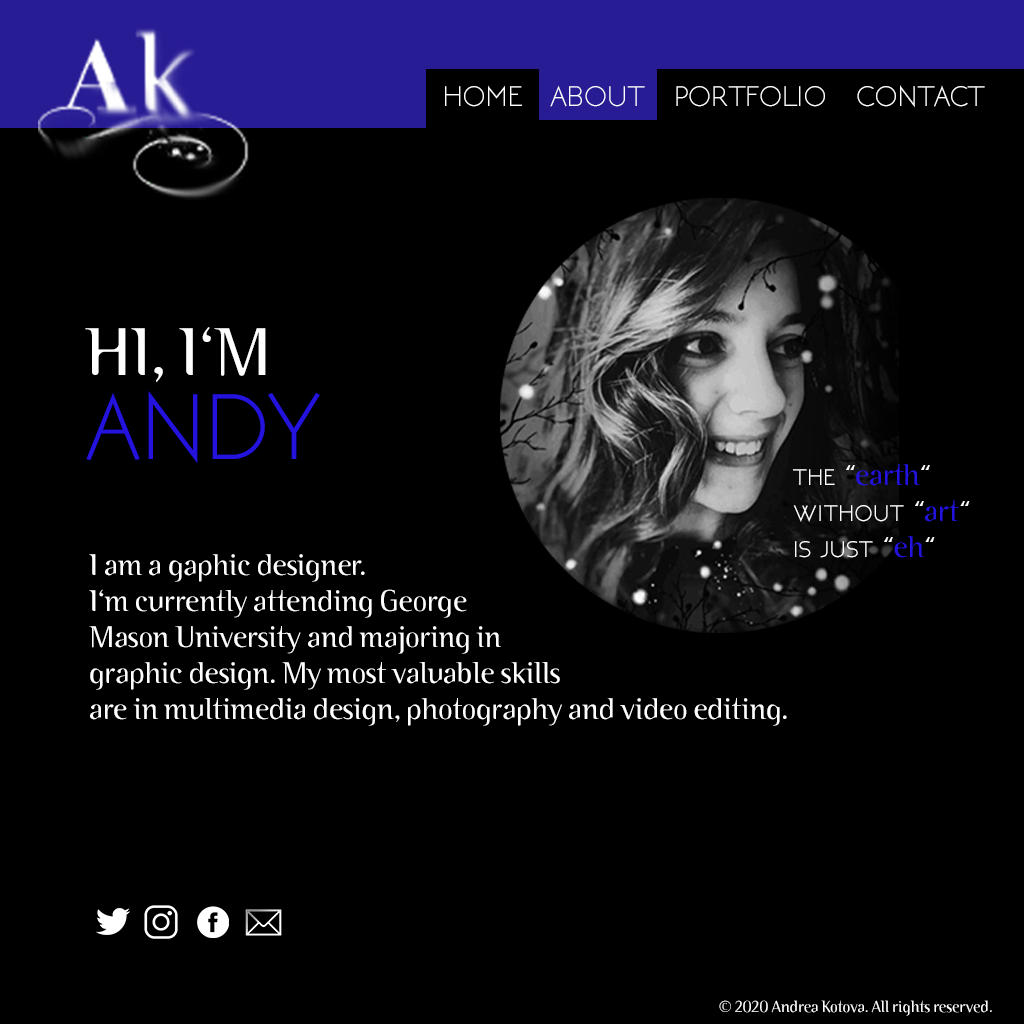 Ak
HOME ABOUT PORTFOLIO CONTACT
HI, I‘M
ANDY
THE “earth“
WITHOUT “art“
IS JUST “eh“
I am a gaphic designer.
I‘m currently attending George
Mason University and majoring in
graphic design. My most valuable skills
are in multimedia design, photography and video editing.
© 2020 Andrea Kotova. All rights reserved.